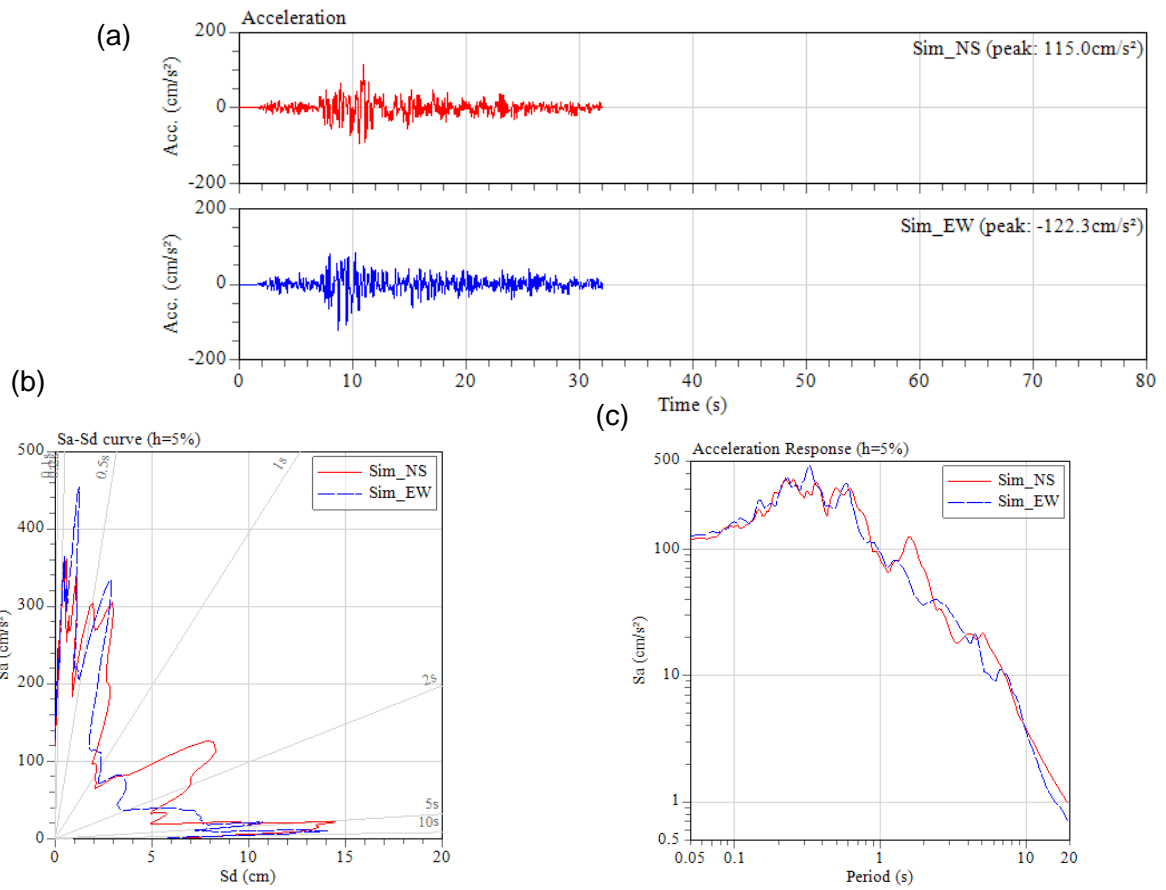 (a)
Acceleration
200
Sim_NS (peak: 115.0cm/s²)
Acc. (cm/s²)
0
-200
200
Sim_EW (peak: -122.3cm/s²)
Acc. (cm/s²)
0
-200
0 10 20 30 40 50 60 70 80
Time (s)
(b)
Sa-Sd curve (h=5%)
500
400
300
200
100
0
Sa (cm/s²)
0.1s
0.5s
1s
2s
5s
10s
Sim_NS
Sim_EW
0 5 10 15 20
Sd (cm)
(c)
Acceleration Response (h=5%)
500
100
10
1
0.5
Sa (cm/s²)
Sim_NS
Sim_EW
0.05 0.1 1 10 20
Period (s)